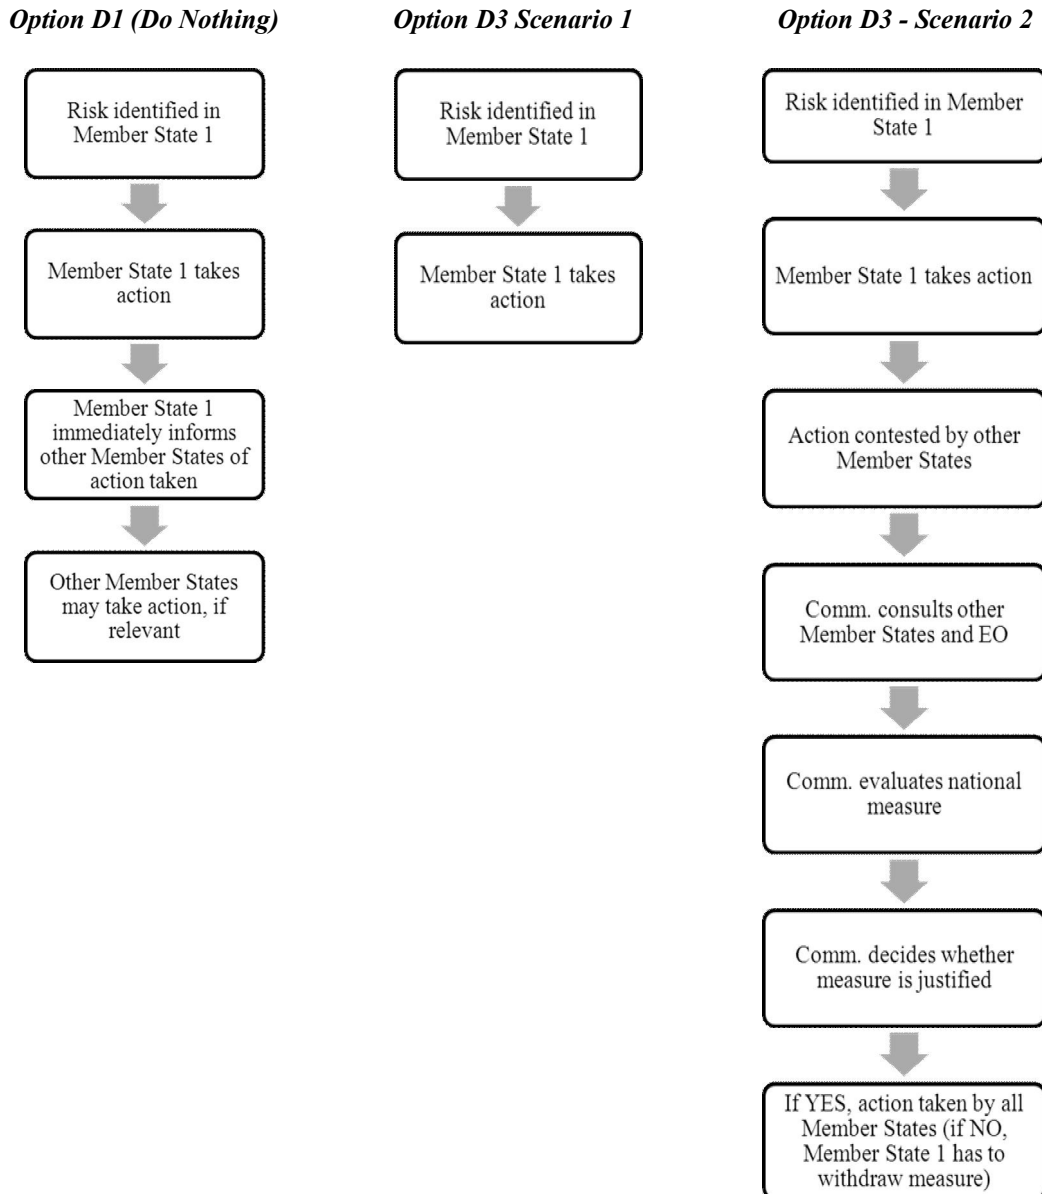 Option D1 (Do Nothing)
Risk identified in
Member State 1
Member State 1 takes
action
Member State 1
immediately informs
other Member States of
action taken
Other Member States
may take action, if
relevant
Option D3 Scenario 1
Risk identified in
Member State 1
Member State 1 takes
action
Option D3 - Scenario 2
Risk identified in Member
State 1
Member State 1 takes action
Action contested by other
Member States
Comm. consults other
Member States and EO
Comm. evaluates national
measure
Comm. decides whether
measure is justified
If YES, action taken by all
Member States (if NO,
Member State 1 has to
withdraw measure)